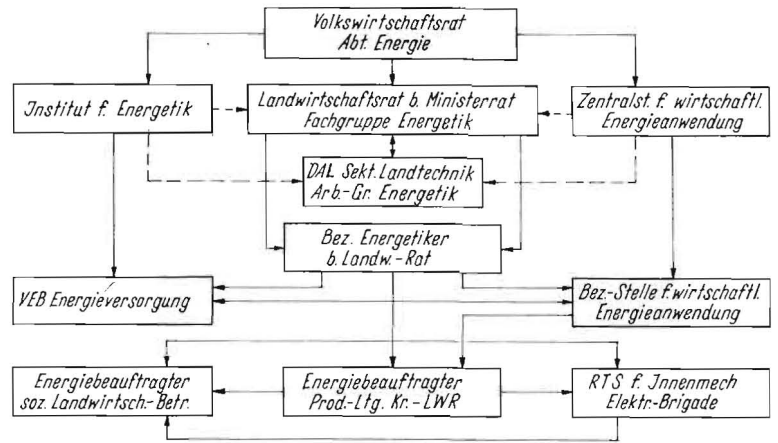 Volkswirtschaftsrat
Abt. Energie
Institut f. Energetik
Landwirtschaftsrat b. Ministerrat
Fachgruppe Energetik
Zentralst. f. wirtschaftl.
Energieanwendung
DAL Sekt. Landtechnik
Arb.-Gr. Energetik
Bez. Energetiker
b. Landw.-Rat
VEB Energieversorgung
Bez.-Stelle f. wirtschaftl.
Energieanwendung
Energiebeauftragter
soz. Landwirtsch.-Betr.
Energiebeauftragter
Prod.-Ltg. Kr.-LWR
RTS f. Innenmech
Elektr.-Brigade